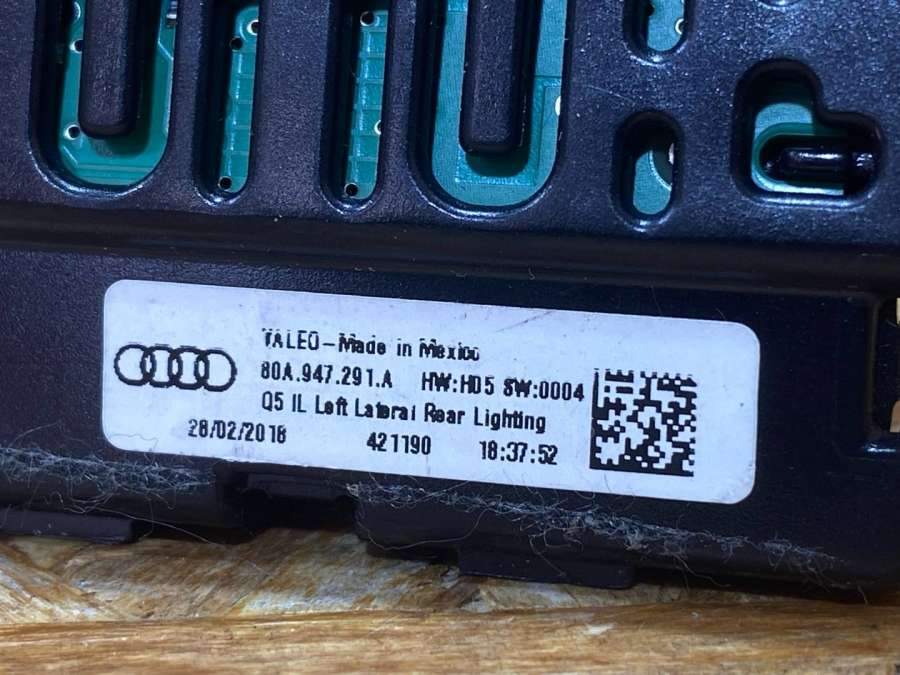 VALEO-Made in Mexico
80A.947.291.A HW:H05 SW:0004
Q5 IL Left Lateral Rear Lighting
28/02/2018 421190 18:37:52